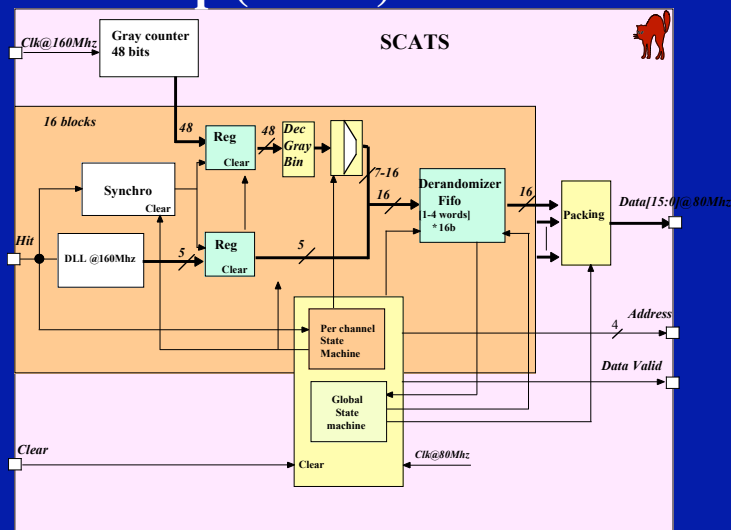 SCATS
Clk@160Mhz
Gray counter
48 bits
16 blocks
48
Reg
Clear
48
Dec
Gray
Bin
7-16
16
Synchro
Clear
Hit
DLL @160Mhz
5
Reg
Clear
5
Derandomizer
Fifo
[1-4 words]
*16b
16
Packing
Data[15:0]@80Mhz
Per channel
State
Machine
4
Address
Data Valid
Global
State
machine
Clear
Clear
Clk@80Mhz